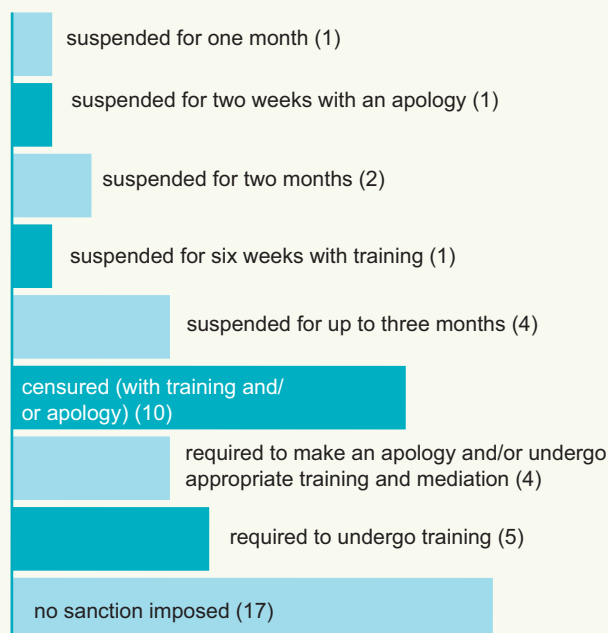 suspended for one month (1)
suspended for two weeks with an apology (1)
suspended for two months (2)
suspended for six weeks with training (1)
suspended for up to three months (4)
censured (with training and/
or apology) (10)
required to make an apology and/or undergo
appropriate training and mediation (4)
required to undergo training (5)
no sanction imposed (17)